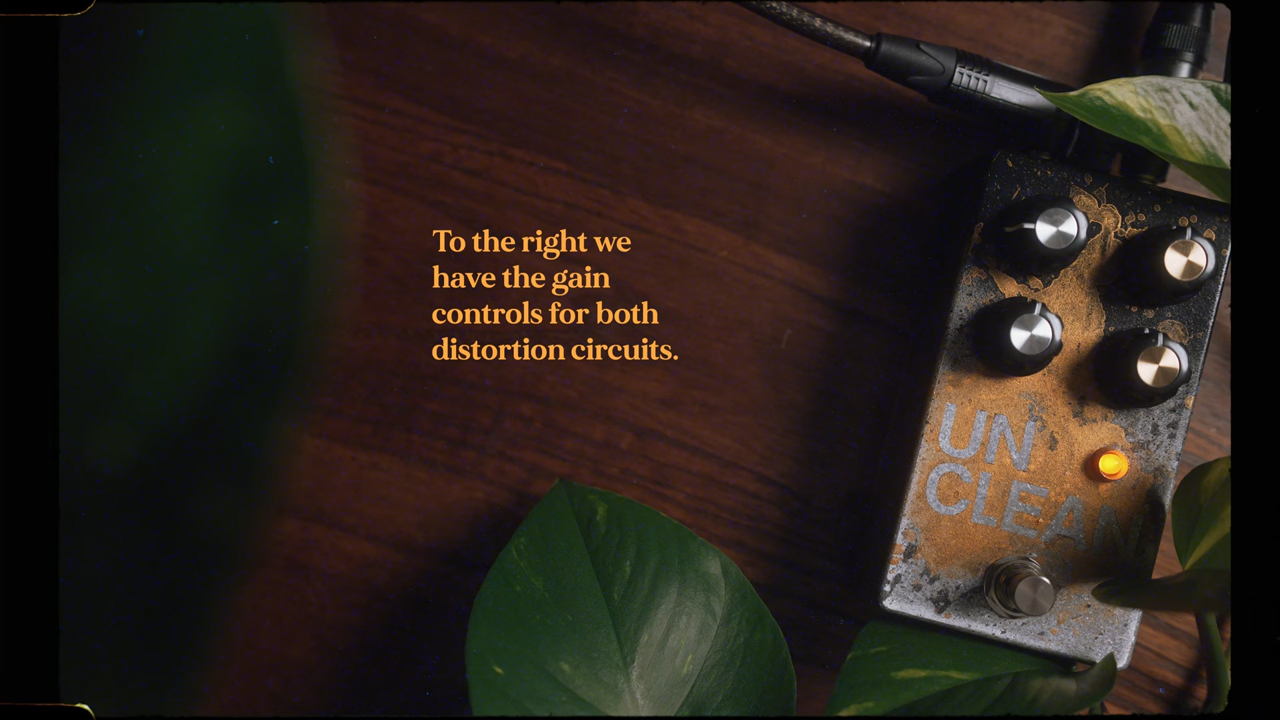 To the right we
have the gain
controls for both
distortion circuits.
UN
CLEAN